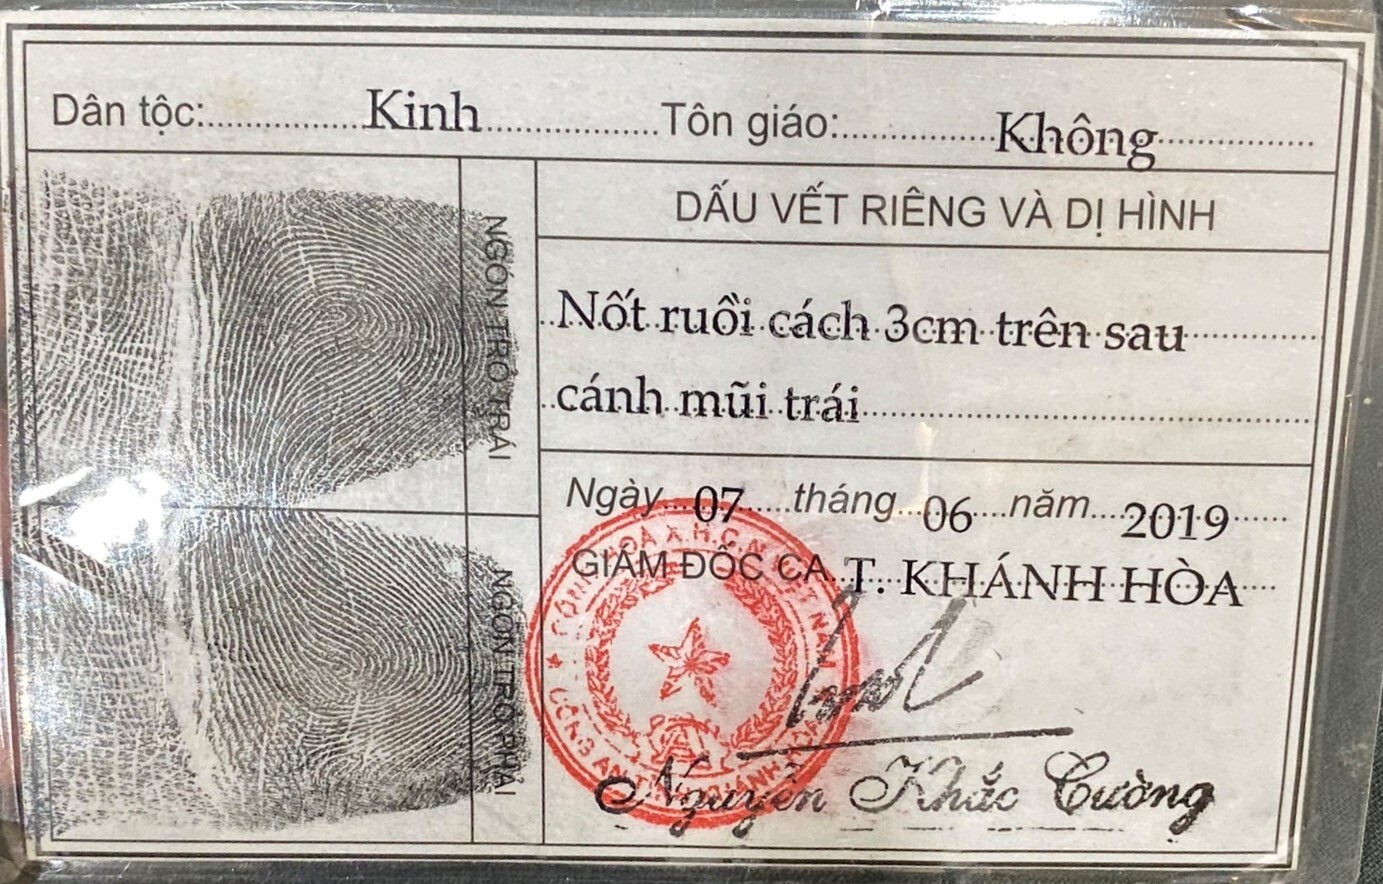 Dân tộc: Kinh Tôn giáo: Không
NGÓN TRỎ TRÁI
NGÓN TRỎ PHẢI
DẤU VẾT RIÊNG VÀ DỊ HÌNH
Nốt ruồi cách 3cm trên sau
cánh mũi trái
Ngày 07 tháng 06 năm 2019
GIÁM ĐỐC CA T. KHÁNH HÒA
Nguyễn Khắc Cường